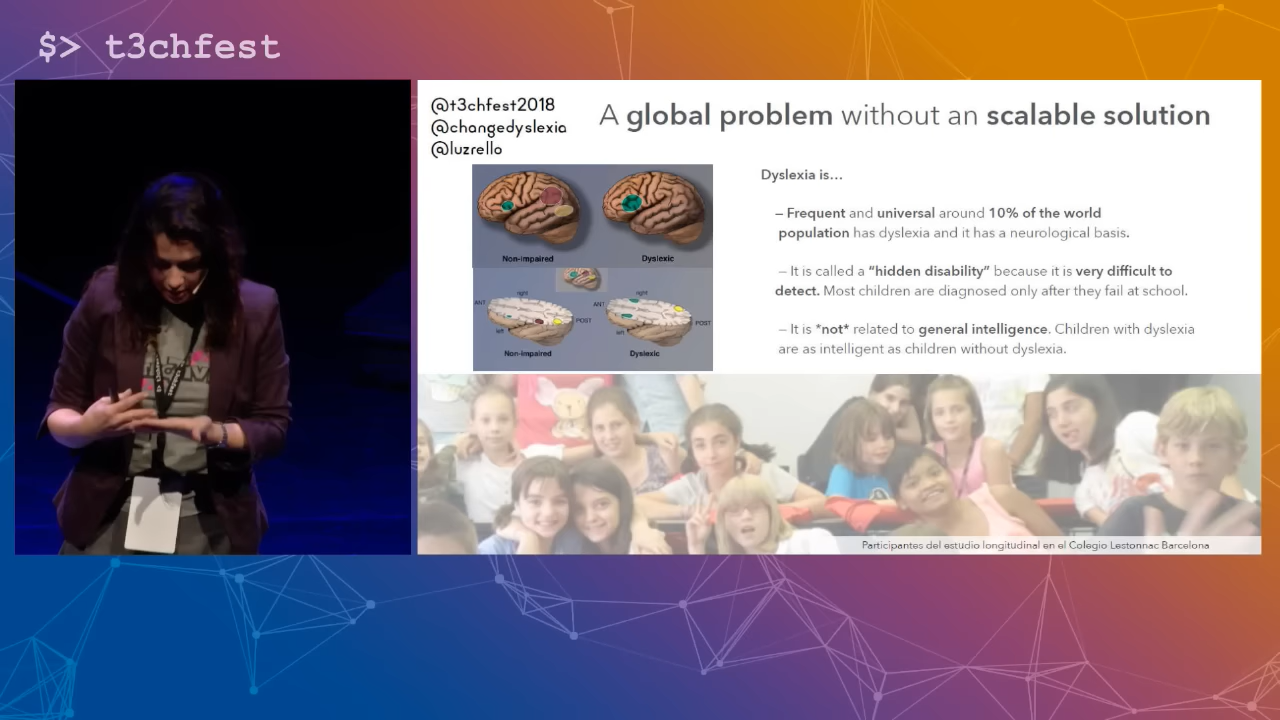 $> t3chfest
@t3chfest2018
@changedyslexia
@luzrello
A global problem without an scalable solution
Non-impaired
Dyslexic
right
ANT
POST
left
Non-impaired
right
ANT
POST
left
Dyslexic
Dyslexia is...
– Frequent and universal around 10% of the world
population has dyslexia and it has a neurological basis.
– It is called a “hidden disability” because it is very difficult to
detect. Most children are diagnosed only after they fail at school.
– It is *not* related to general intelligence. Children with dyslexia
are as intelligent as children without dyslexia.
Participantes del estudio longitudinal en el Colegio Lestonnac Barcelona